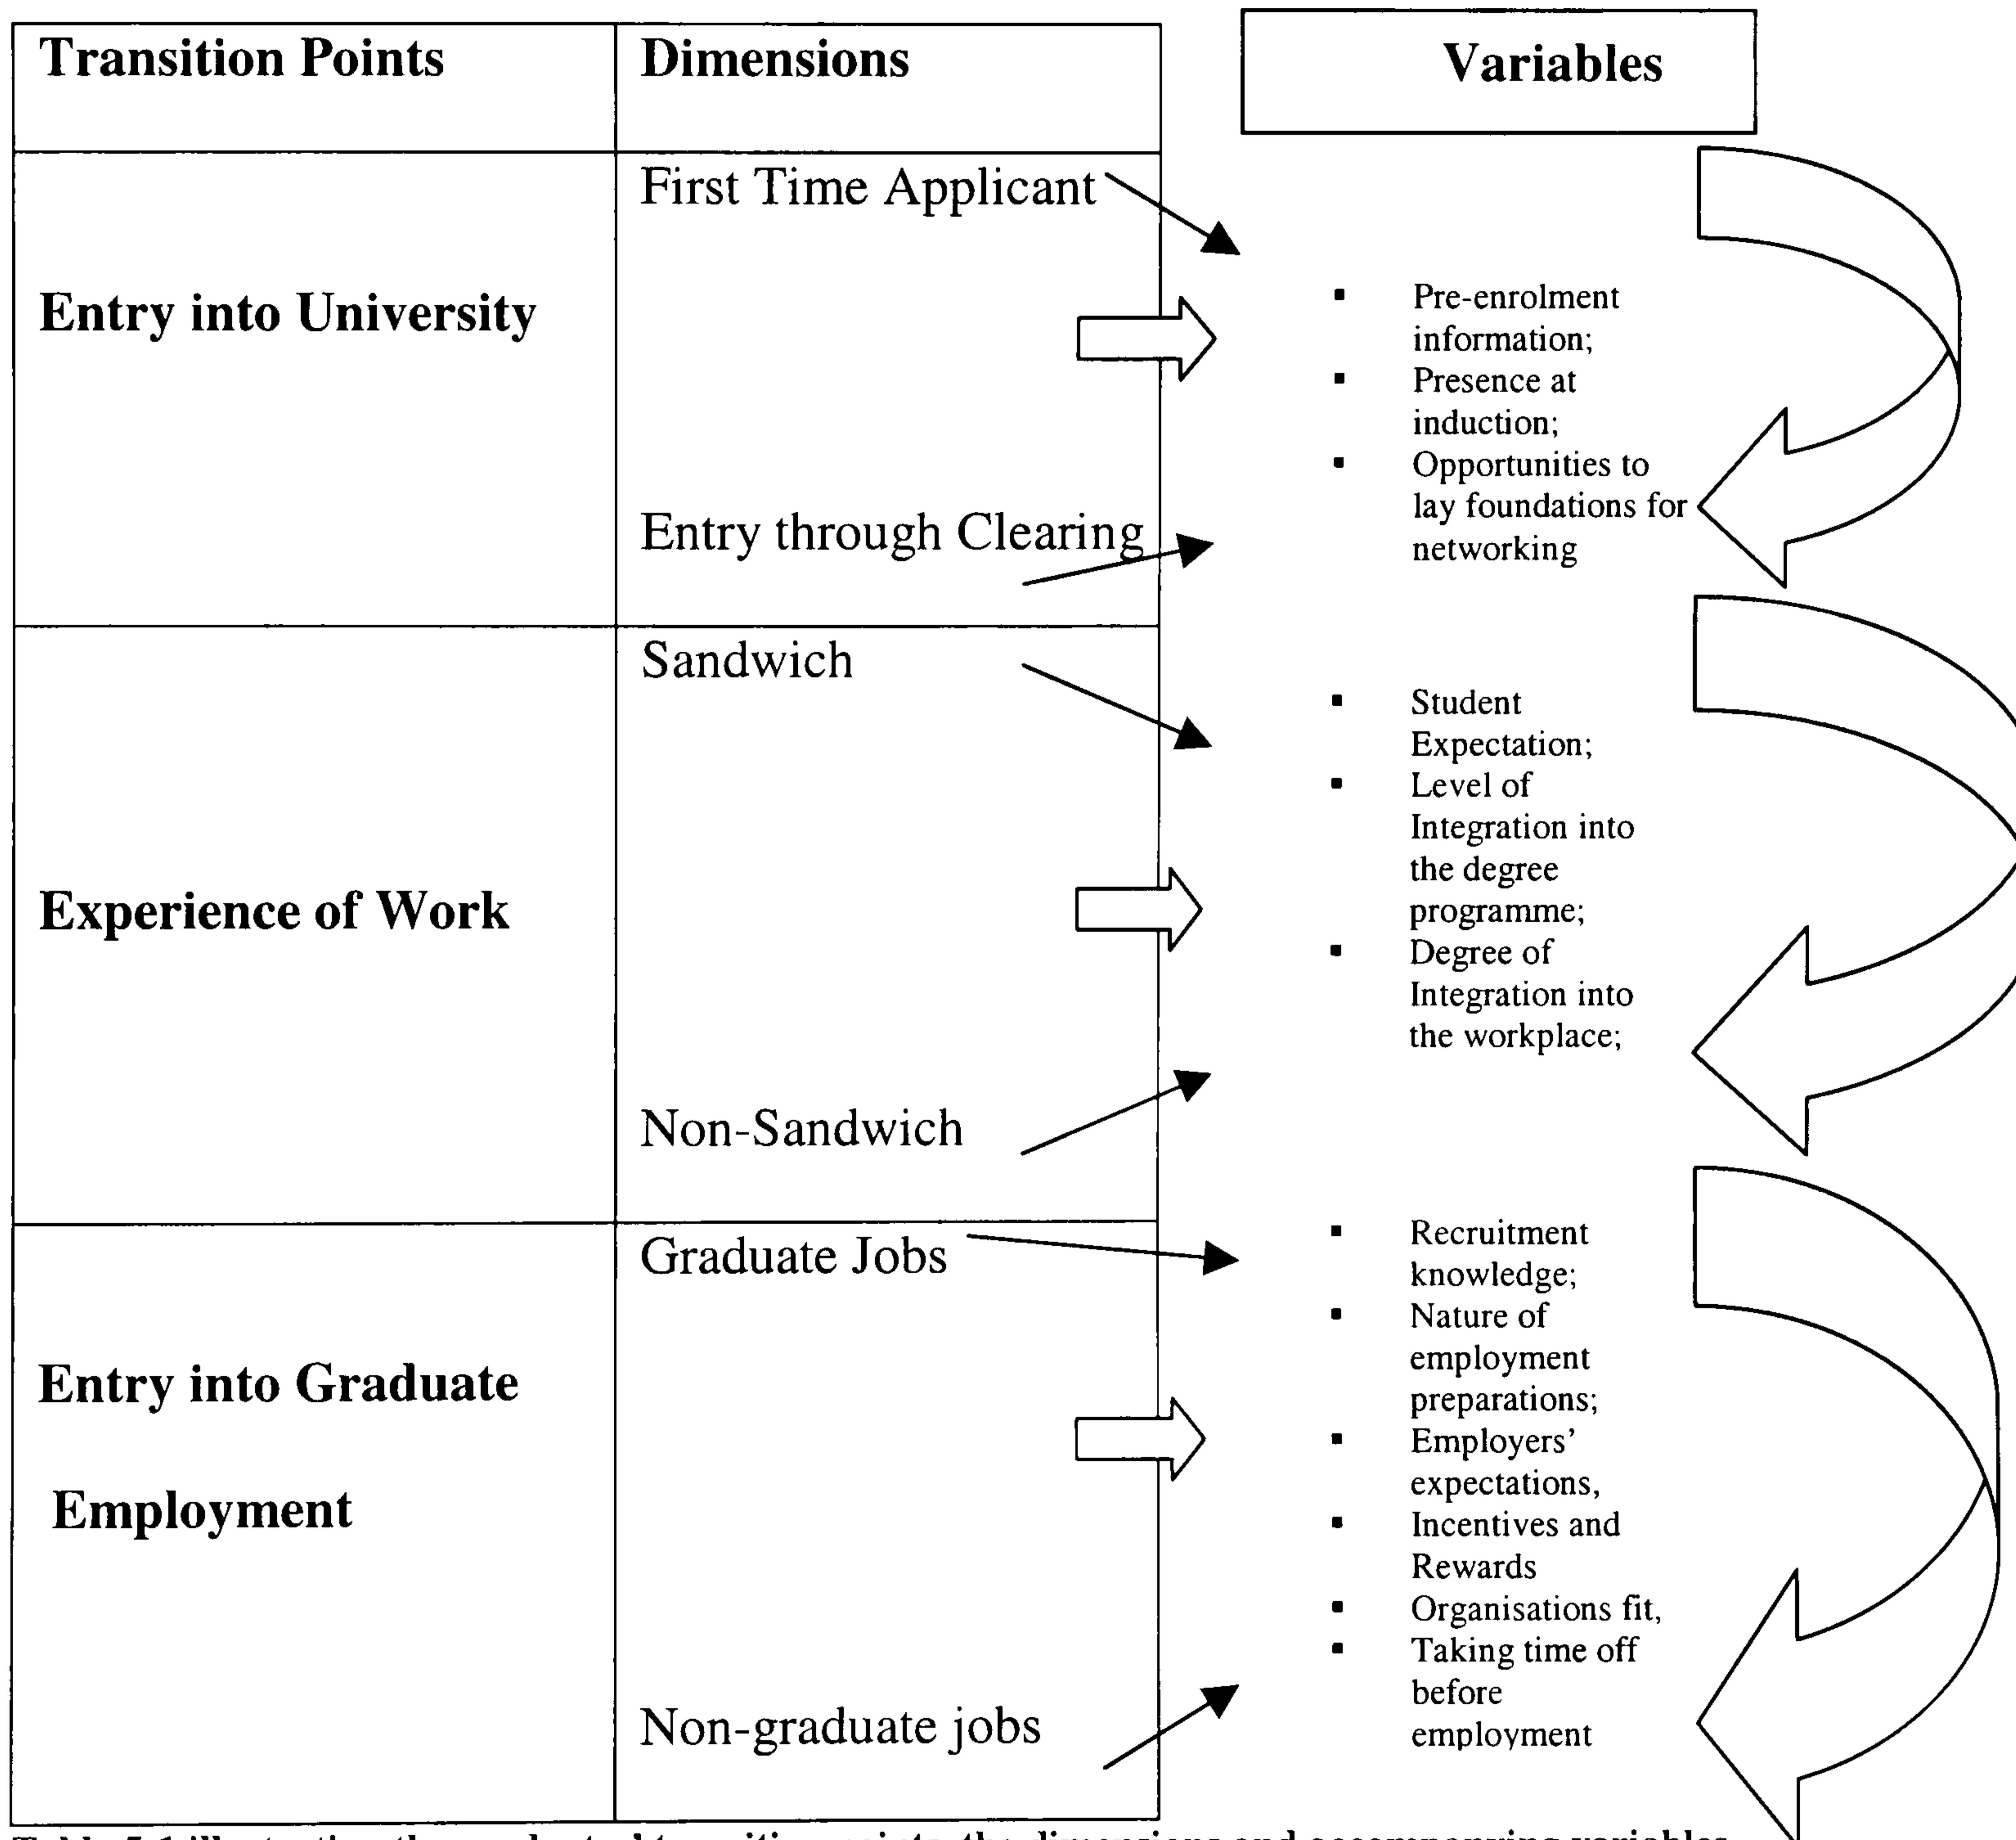 Transition Points
Dimensions
Variables
Entry into University
First Time Applicant
Entry through Clearing
▪ Pre-enrolment
information;
▪ Presence at
induction;
▪ Opportunities to
lay foundations for
networking
Experience of Work
Sandwich
Non-Sandwich
▪ Student
Expectation;
▪ Level of
Integration into
the degree
programme;
▪ Degree of
Integration into
the workplace;
Entry into Graduate
Employment
Graduate Jobs
Non-graduate jobs
▪ Recruitment
knowledge;
▪ Nature of
employment
preparations;
▪ Employers’
expectations,
▪ Incentives and
Rewards
▪ Organisations fit,
▪ Taking time off
before
employment